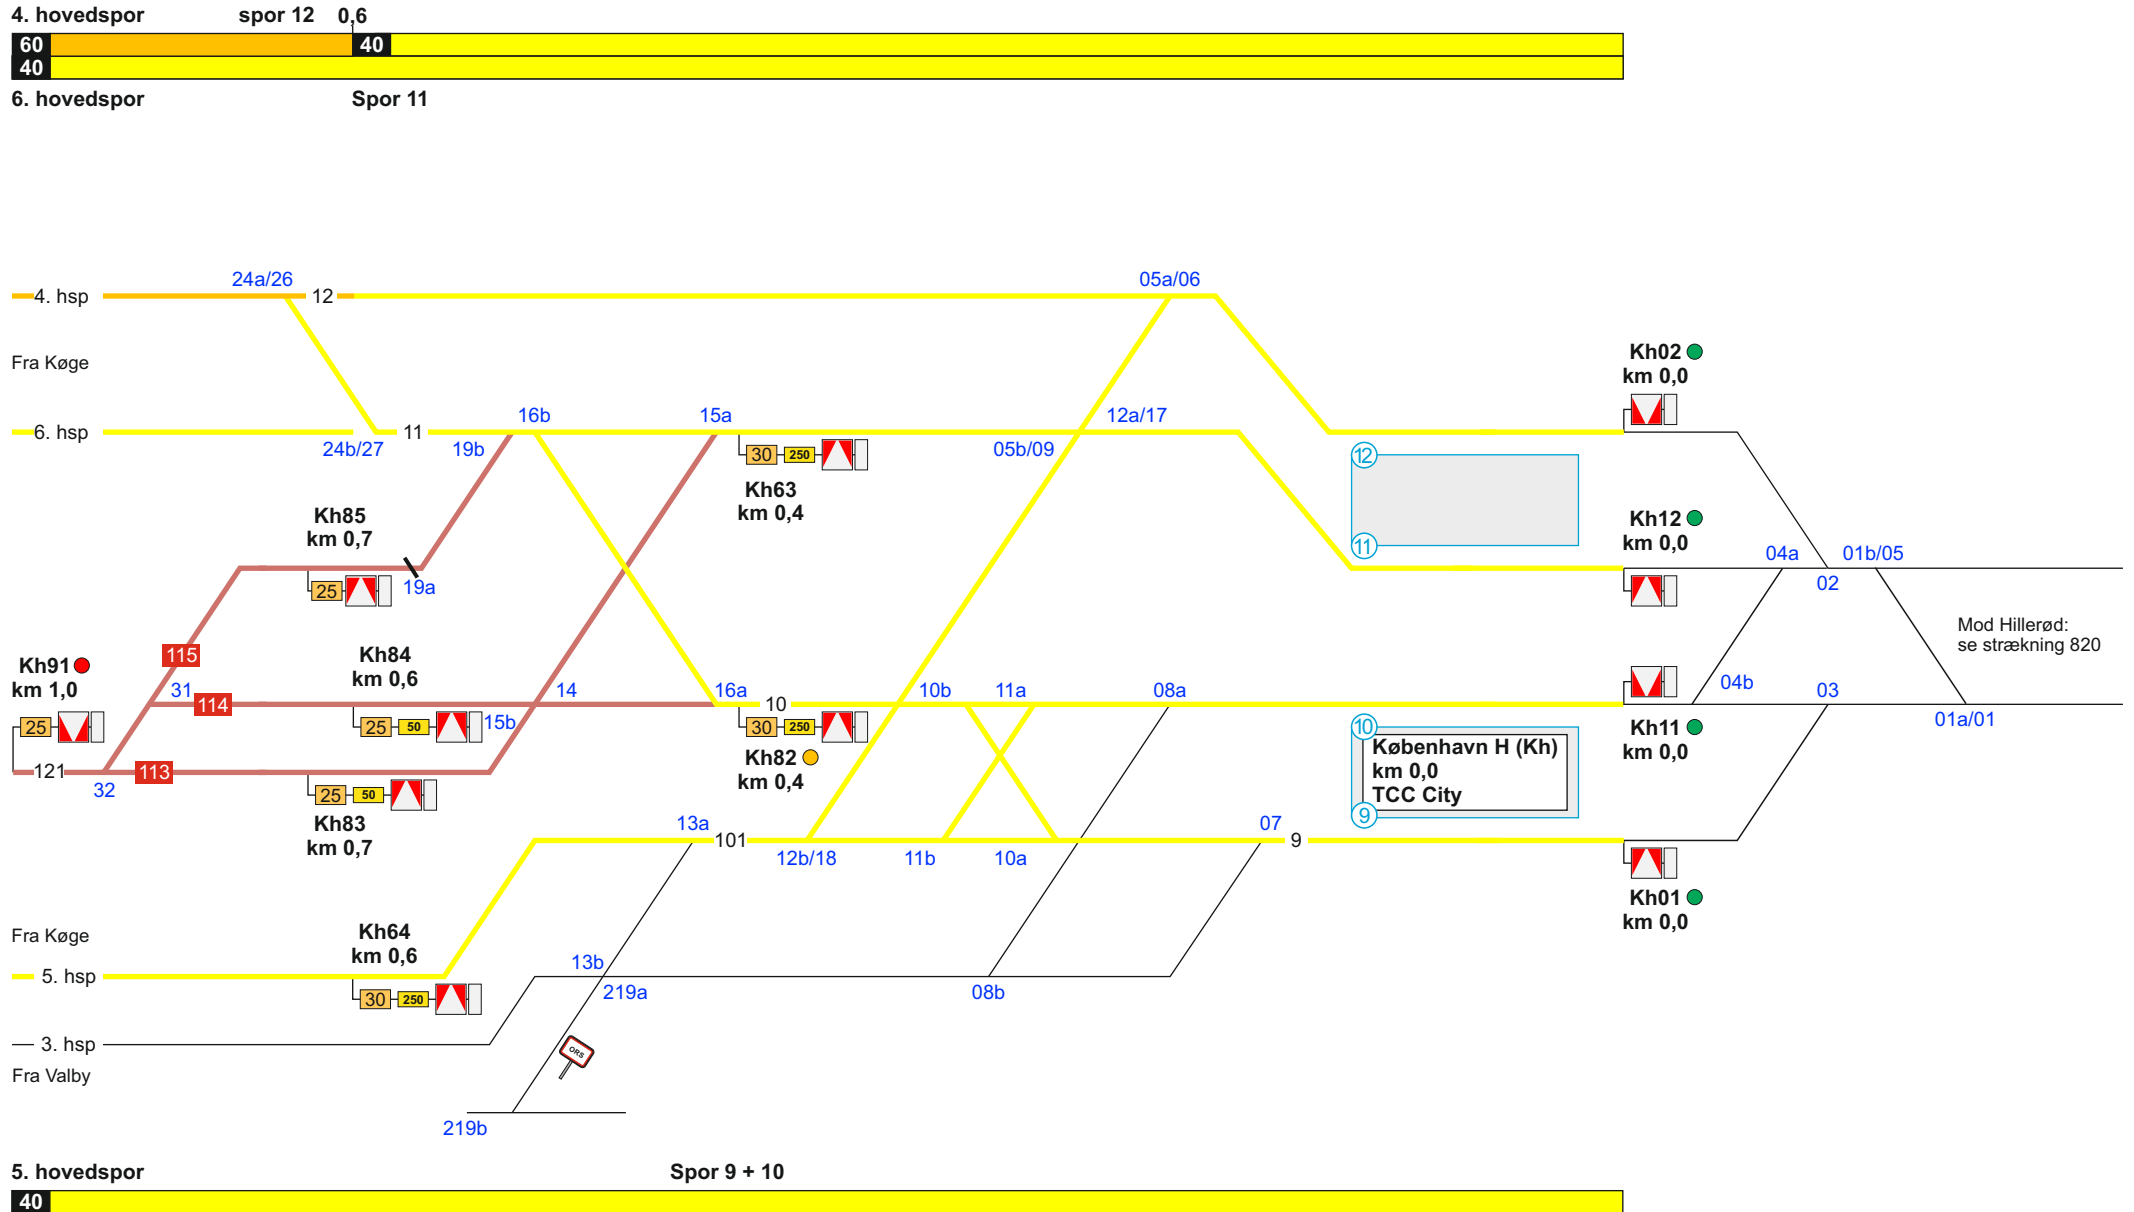 4. hovedspor spor 12 0,6
60 40
40
6. hovedspor Spor 11
24a/26 05a/06
4. hsp 12
Fra Køge
Kh02
km 0,0
16b 15a 12a/17
6. hsp 11
24b/27 19b 05b/09
30 250
12
Kh63
km 0,4
Kh85
km 0,7
Kh12
km 0,0
11
04a 01b/05
25 19a 02
Mod Hillerød:
se strækning 820
115
Kh91
km 1,0
Kh84
km 0,6
31 14 16a 10b 11a 08a 04b 03
114 10
01a/01
25 25 50 15b 30 250
10
Kh11
km 0,0
København H (Kh)
km 0,0
TCC City
Kh82
km 0,4
121 113
32 25 50
9
Kh83
km 0,7
13a 07
101 9
12b/18 11b 10a
Kh01
km 0,0
Fra Køge
Kh64
km 0,6
5. hsp 13b
30 250 219a 08b
3. hsp
ORS
Fra Valby
219b
5. hovedspor Spor 9 + 10
40